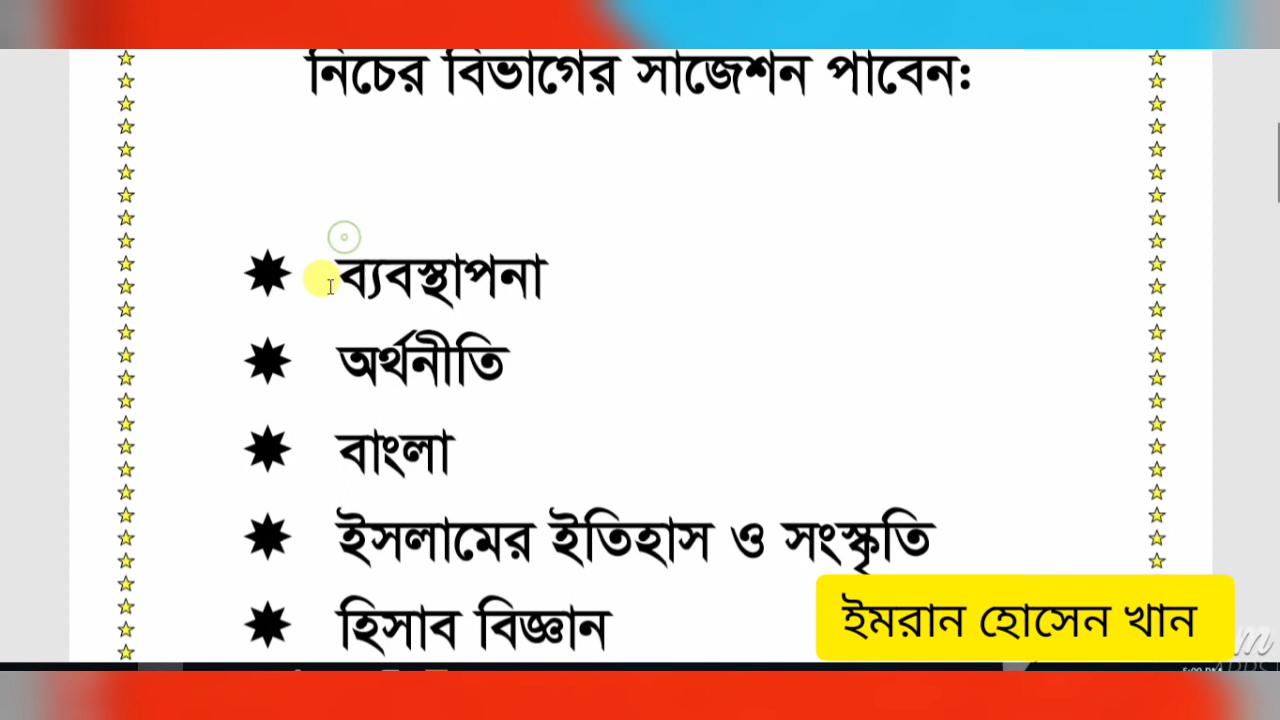 নিচের বিভাগের সাজেশন পাবেন:
ব্যবস্থাপনা
অর্থনীতি
বাংলা
ইসলামের ইতিহাস ও সংস্কৃতি
হিসাব বিজ্ঞান
ইমরান হোসেন খান